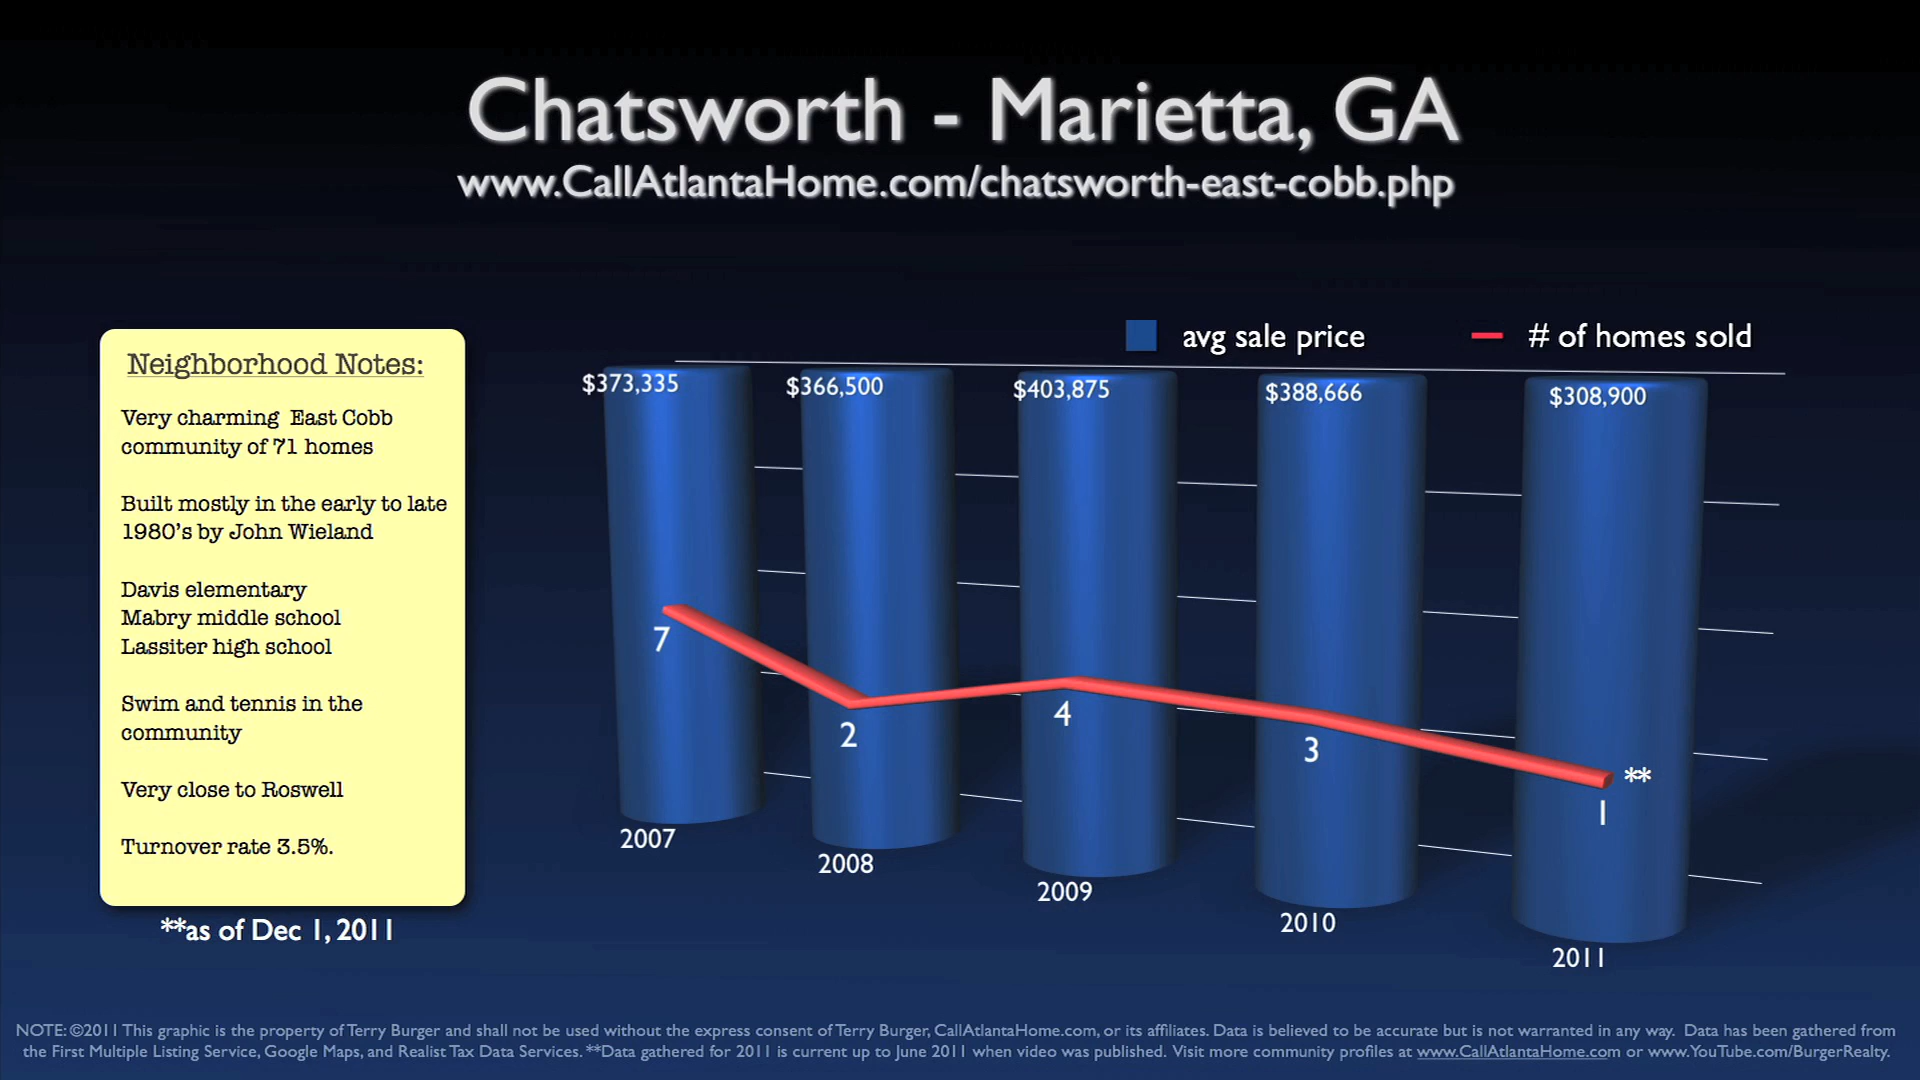 Chatsworth - Marietta, GA
www.CallAtlantaHome.com/chatsworth-east-cobb.php
avg sale price
# of homes sold
Neighborhood Notes:
Very charming East Cobb
community of 71 homes
Built mostly in the early to late
1980's by John Wieland
Davis elementary
Mabry middle school
Lassiter high school
Swim and tennis in the
community
Very close to Roswell
Turnover rate 3.5%.
**as of Dec 1, 2011
$373,335
$366,500
$403,875
$388,666
$308,900
7
2
4
3
1
**
2007
2008
2009
2010
2011
NOTE: ©2011 This graphic is the property of Terry Burger and shall not be used without the express consent of Terry Burger, CallAtlantaHome.com, or its affiliates. Data is believed to be accurate but is not warranted in any way. Data has been gathered from
the First Multiple Listing Service, Google Maps, and Realist Tax Data Services. **Data gathered for 2011 is current up to June 2011 when video was published. Visit more community profiles at www.CallAtlantaHome.com or www.YouTube.com/BurgerRealty.